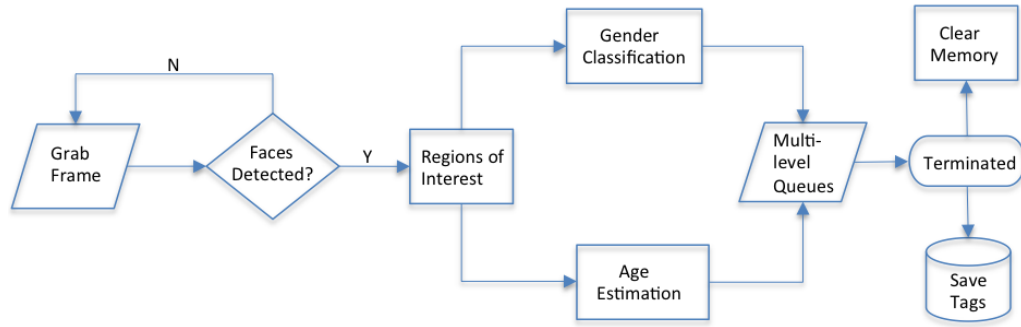 N
Grab
Frame
Faces
Detected?
Y
Regions of
Interest
Gender
Classification
Age
Estimation
Multi-
level
Queues
Terminated
Clear
Memory
Save
Tags